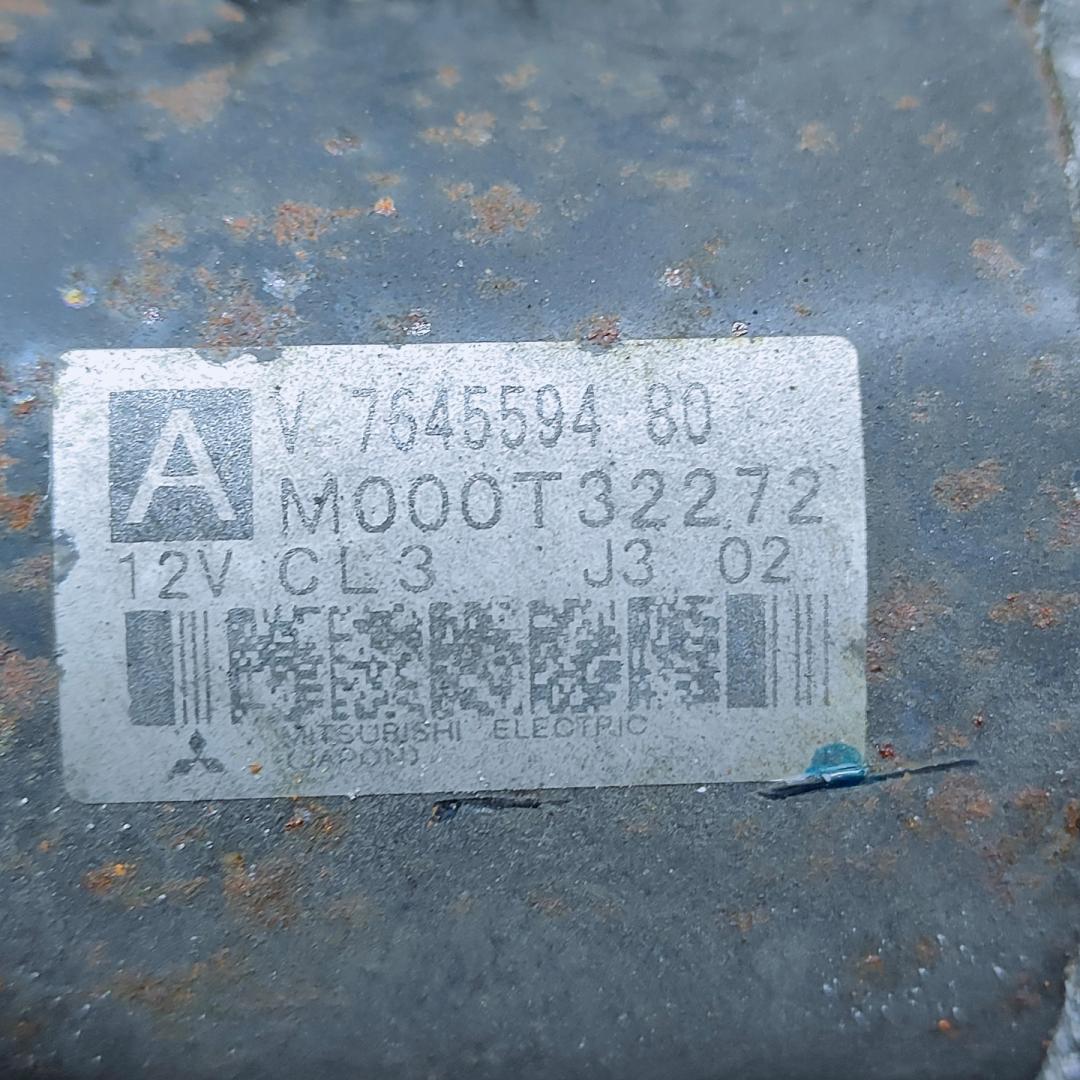 A
V 7645594 80
M000T32272
12V CL3 J3 02
MITSUBISHI ELECTRIC
(JAPON)